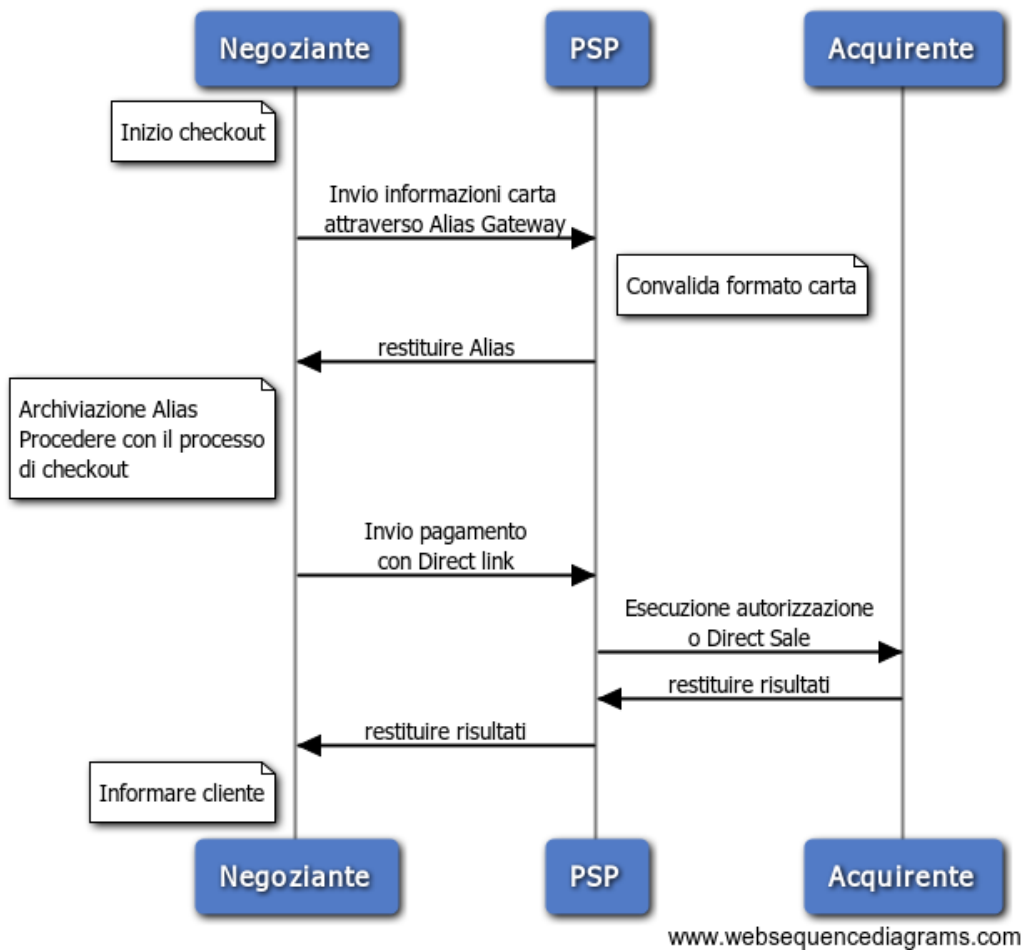 Negoziante
PSP
Acquirente
Inizio checkout
Invio informazioni carta
attraverso Alias Gateway
Convalida formato carta
restituire Alias
Archiviazione Alias
Procedere con il processo
di checkout
Invio pagamento
con Direct link
Esecuzione autorizzazione
o Direct Sale
restituire risultati
restituire risultati
Informare cliente
Negoziante
PSP
Acquirente
www.websequencediagrams.com